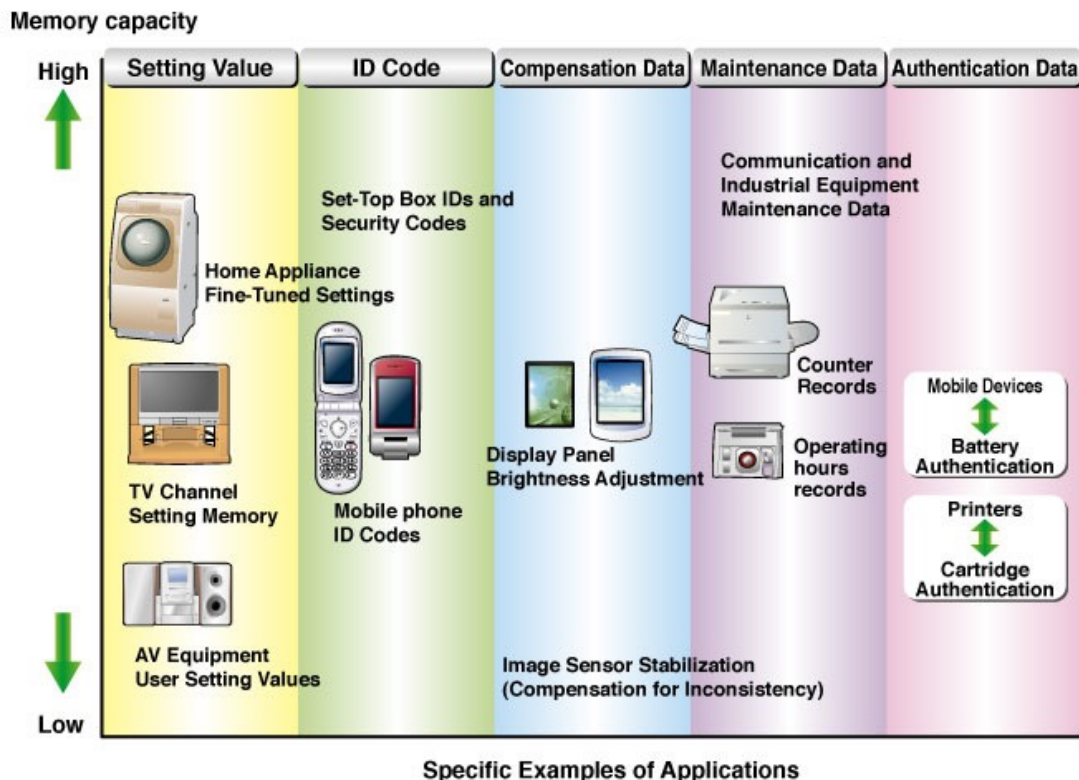 Memory capacity
High
Setting Value
ID Code
Compensation Data
Maintenance Data
Authentication Data
Communication and
Industrial Equipment
Maintenance Data
Set-Top Box IDs and
Security Codes
Home Appliance
Fine-Tuned Settings
Counter
Records
Mobile Devices
Battery
Authentication
Display Panel
Brightness Adjustment
Operating
hours
records
TV Channel
Setting Memory
Mobile phone
ID Codes
Printers
Cartridge
Authentication
AV Equipment
User Setting Values
Image Sensor Stabilization
(Compensation for Inconsistency)
Low
Specific Examples of Applications